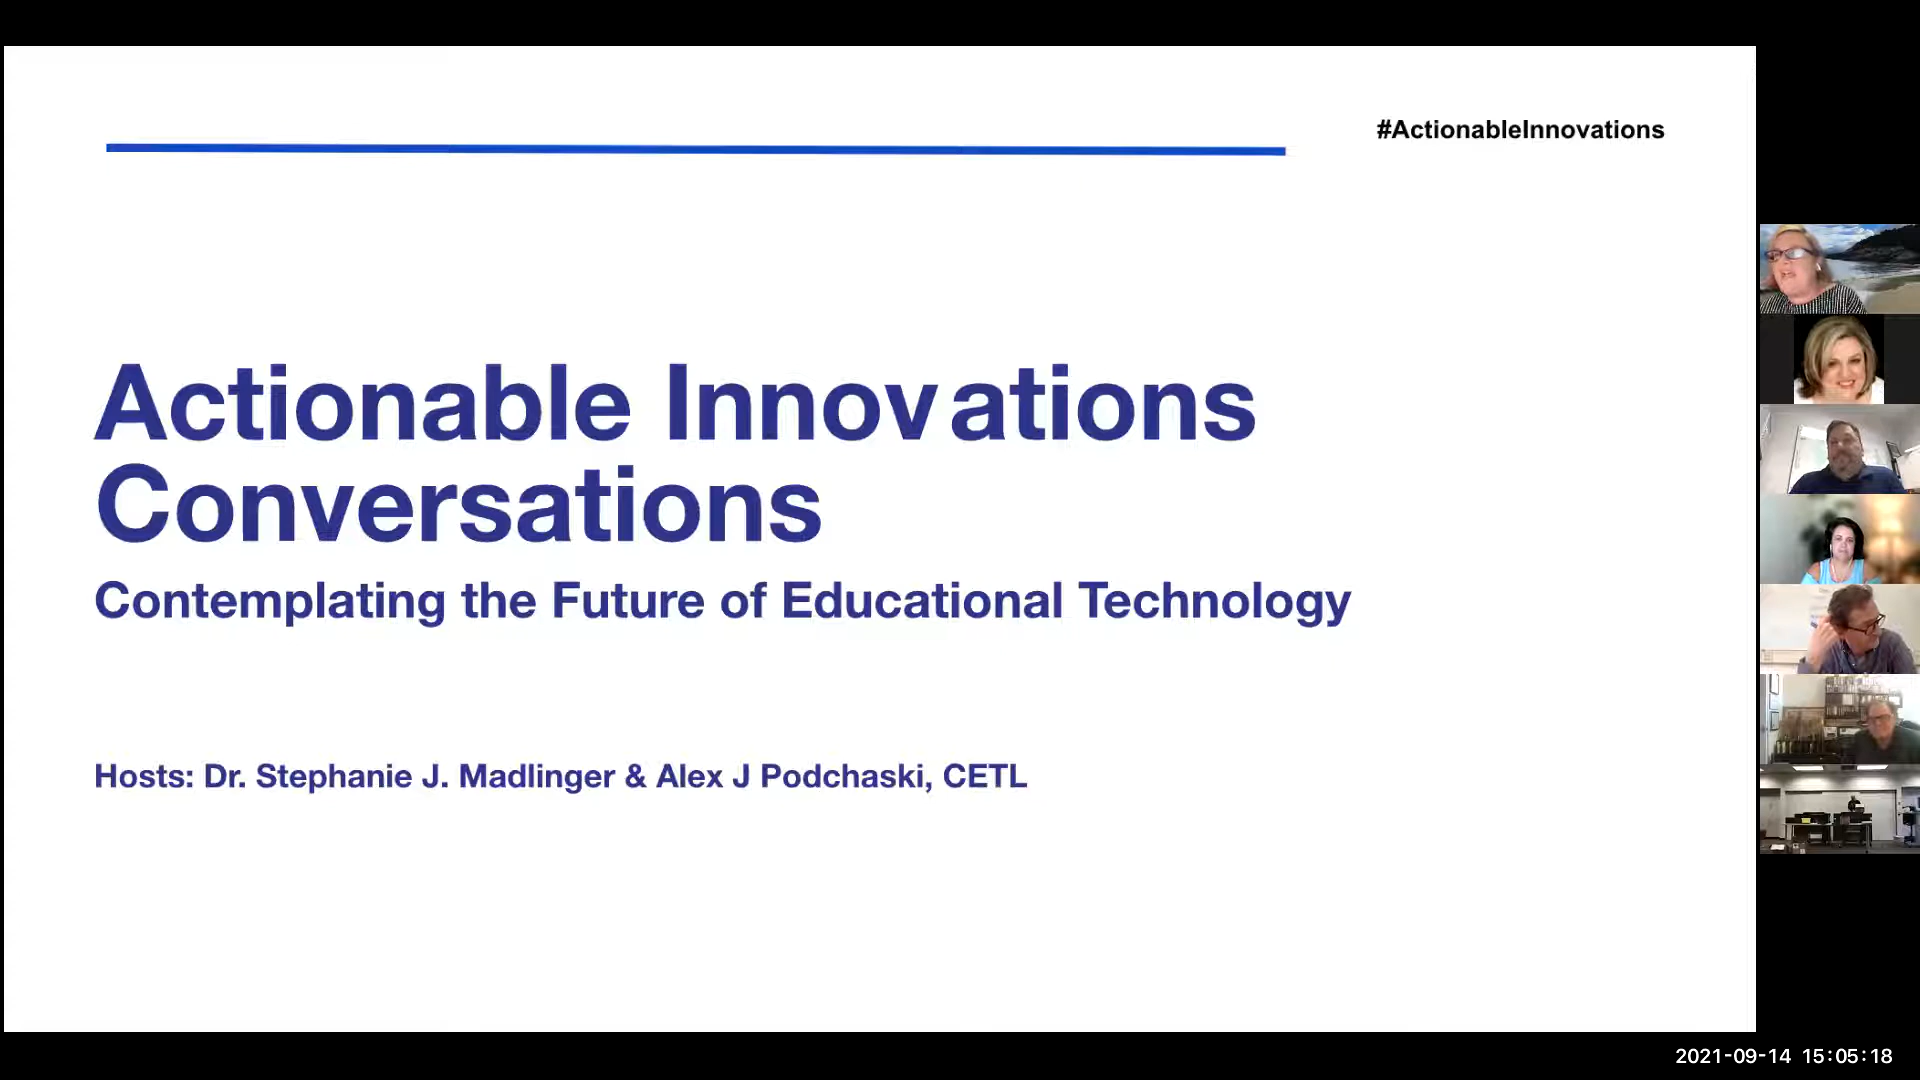 #ActionableInnovations
Actionable Innovations
Conversations
Contemplating the Future of Educational Technology
Hosts: Dr. Stephanie J. Madlinger & Alex J Podchaski, CETL
2021-09-14 15:05:18